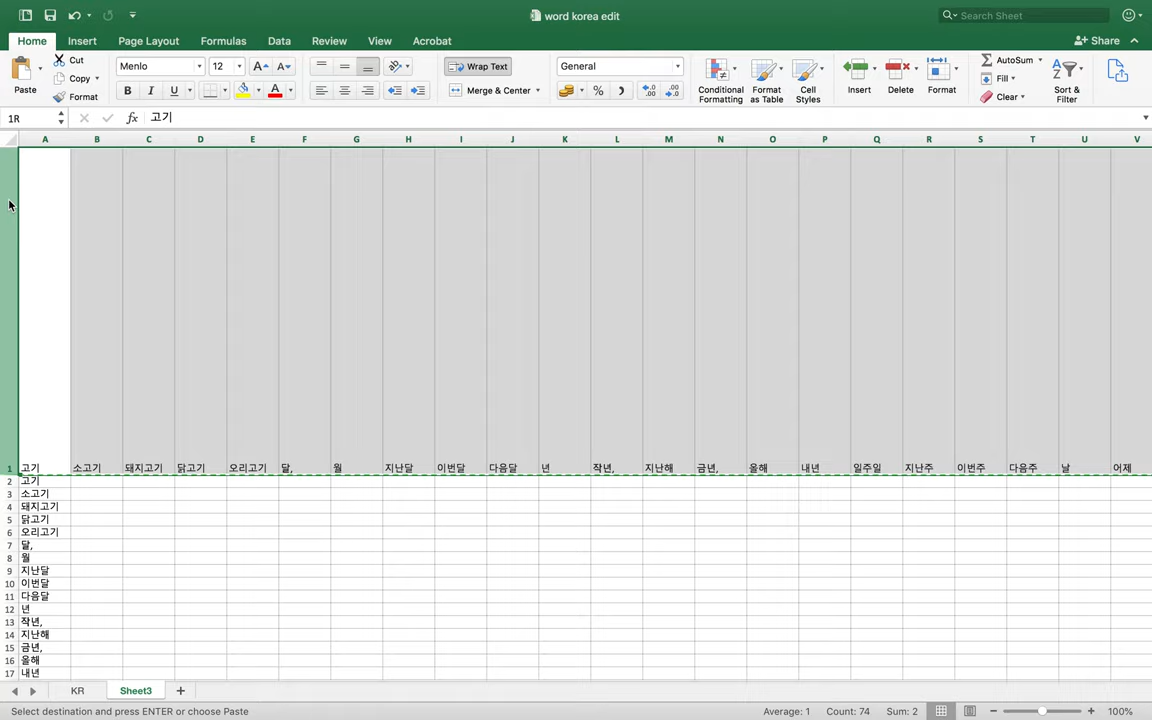 word korea edit
Search Sheet
Home Insert Page Layout Formulas Data Review View Acrobat
Share
Paste
Cut
Copy
Format
Menlo 12
Wrap Text
Merge & Center
General
Conditional Formatting
Format as Table
Cell Styles
Insert
Delete
Format
AutoSum
Fill
Clear
Sort & Filter
1R fx 고기
A B C D E F G H I J K L M N O P Q R S T U V
1 고기 소고기 돼지고기 닭고기 오리고기 달, 월 지난달 이번달 다음달 년 작년, 지난해 금년, 올해 내년 일주일 지난주 이번주 다음주 날 어제
2 고기
3 소고기
4 돼지고기
5 닭고기
6 오리고기
7 달,
8 월
9 지난달
10 이번달
11 다음달
12 년
13 작년,
14 지난해
15 금년,
16 올해
17 내년
KR Sheet3
Select destination and press ENTER or choose Paste Average: 1 Count: 74 Sum: 2 100%